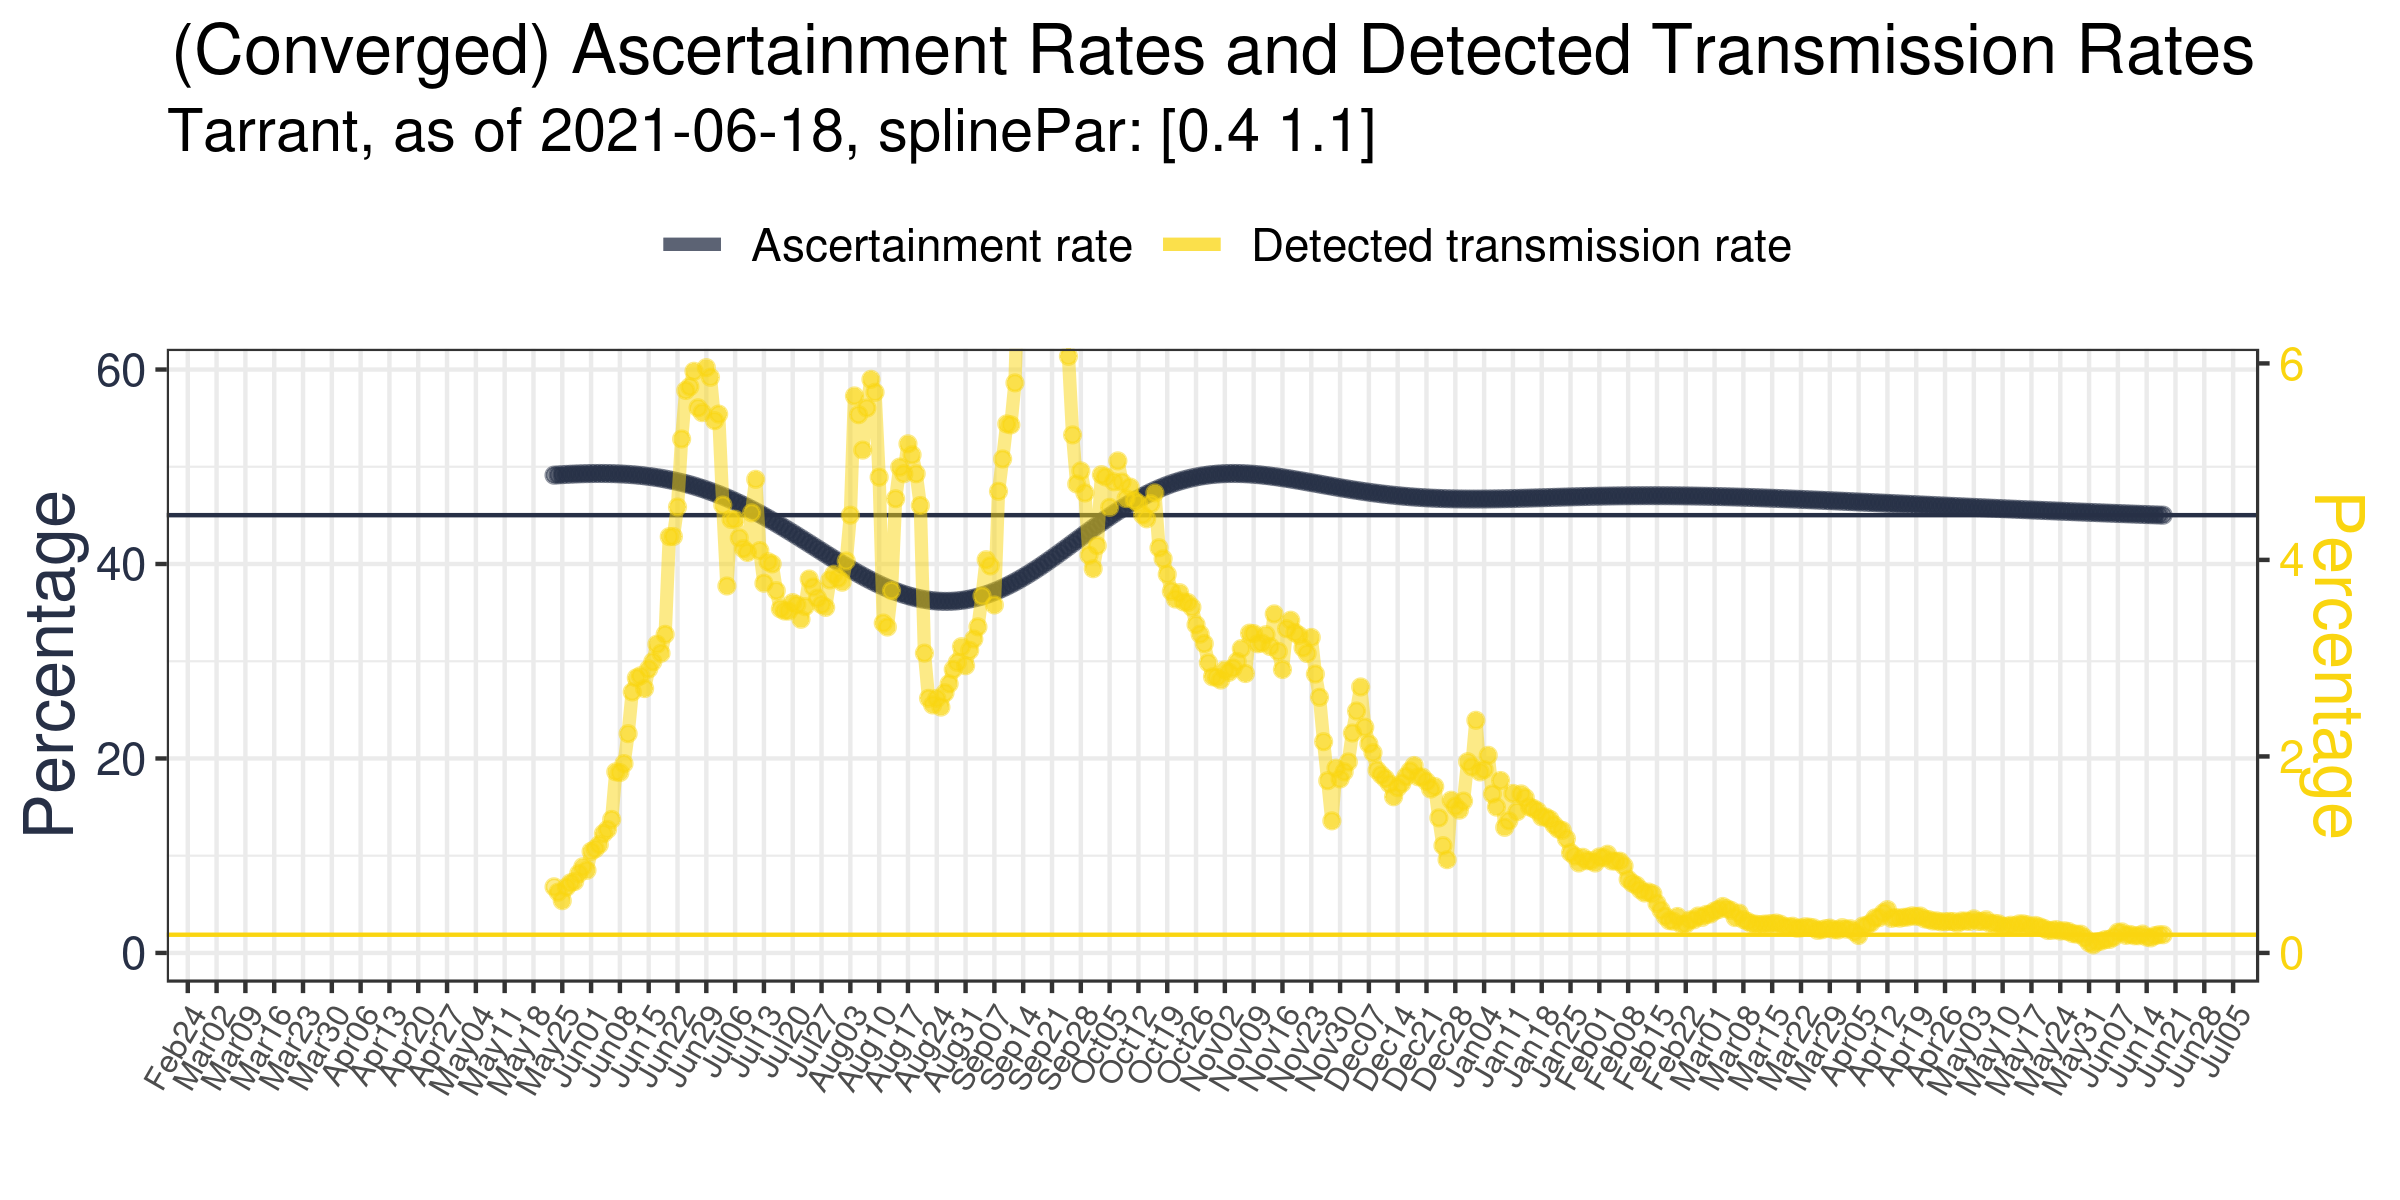 (Converged) Ascertainment Rates and Detected Transmission Rates
Tarrant, as of 2021-06-18, splinePar: [0.4 1.1]
Ascertainment rate Detected transmission rate
Percentage
60
40
20
0
6
4
2
0
Percentage
Feb24 Mar02 Mar09 Mar16 Mar23 Mar30 Apr06 Apr13 Apr20 Apr27 May04 May11 May18 May25 Jun01 Jun08 Jun15 Jun22 Jun29 Jul06 Jul13 Jul20 Jul27 Aug03 Aug10 Aug17 Aug24 Aug31 Sep07 Sep14 Sep21 Sep28 Oct05 Oct12 Oct19 Oct26 Nov02 Nov09 Nov16 Nov23 Nov30 Dec07 Dec14 Dec21 Dec28 Jan04 Jan11 Jan18 Jan25 Feb01 Feb08 Feb15 Feb22 Mar01 Mar08 Mar15 Mar22 Mar29 Apr05 Apr12 Apr19 Apr26 May03 May10 May17 May24 May31 Jun07 Jun14 Jun21 Jun28 Jul05